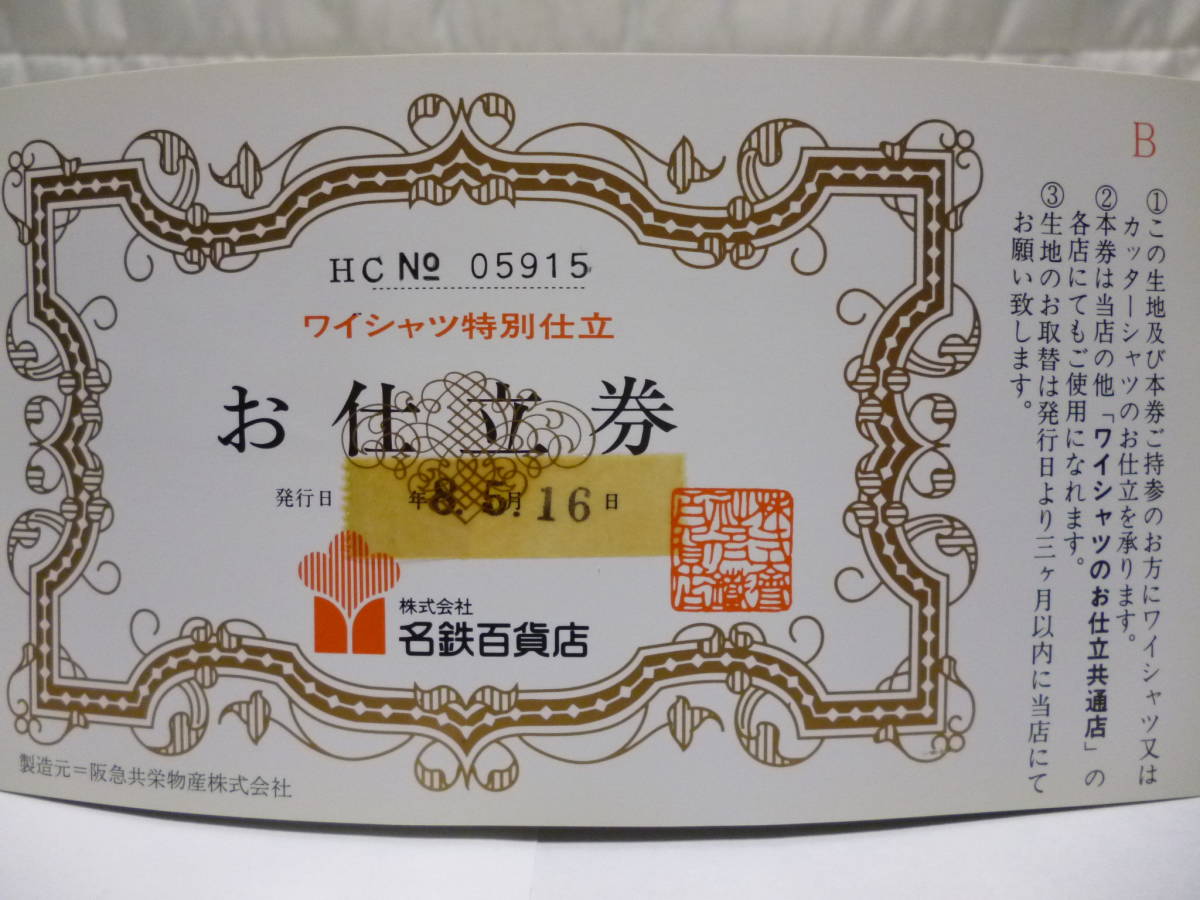 HC № 05915
ワイシャツ特別仕立
お仕立券
発行日 年8.5月.16日
株式会社
名鉄百貨店
製造元=阪急共栄物産株式会社
B
①この生地及び本券ご持参のお方にワイシャツ又は
カッターシャツのお仕立を承ります。
②本券は当店の他「ワイシャツのお仕立共通店」の
各店にてもご使用になれます。
③生地のお取替は発行日より三ヶ月以内に当店にて
お願い致します。